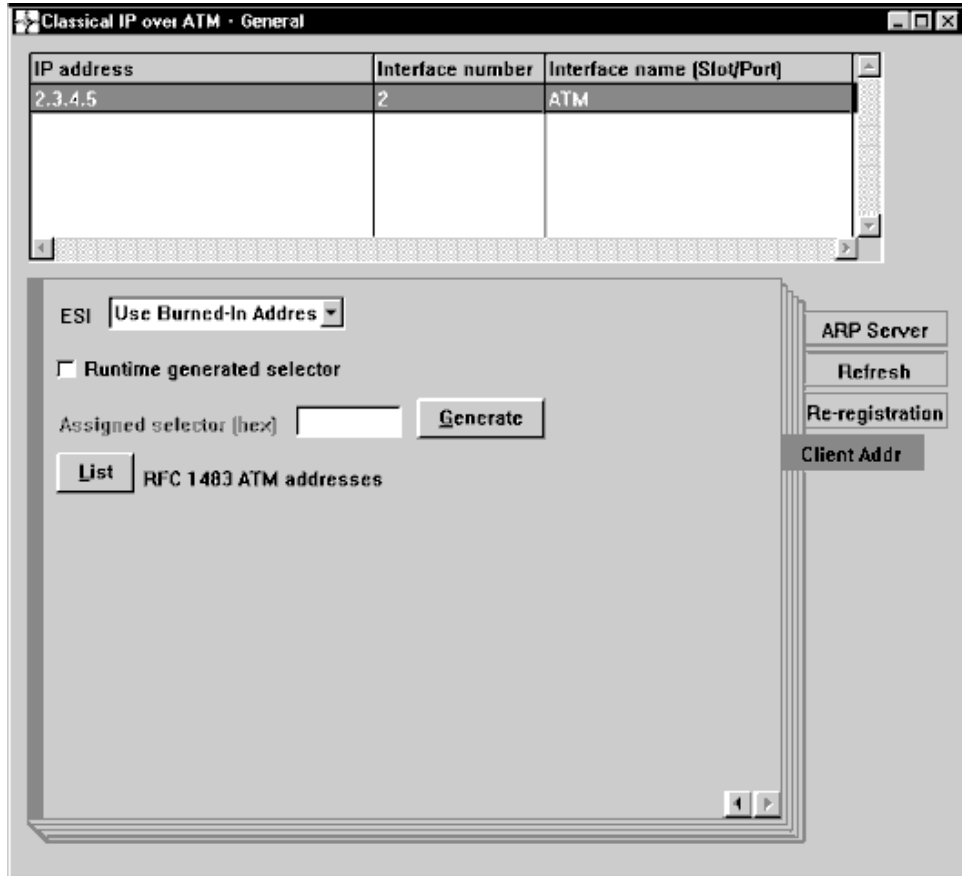 Classical IP over ATM - General
IP address Interface number Interface name (Slot/Port)
2.3.4.5 2 ATM
ESI Use Burned-In Addres
Runtime generated selector
Assigned selector (hex) Generate
List RFC 1483 ATM addresses
ARP Server
Refresh
Re-registration
Client Addr